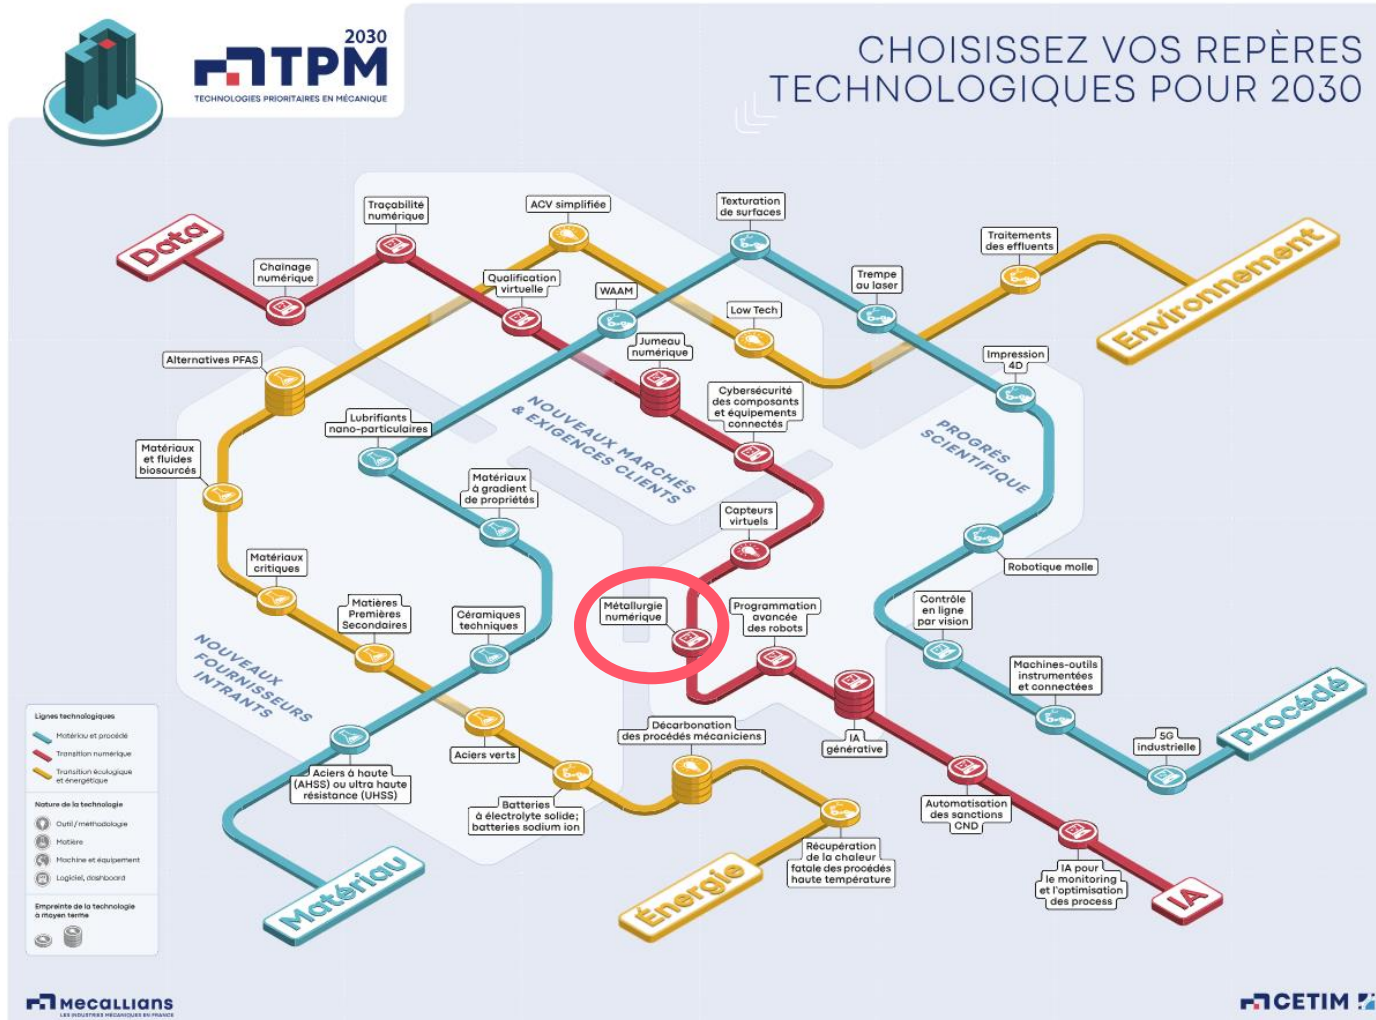 2030
TPM
TECHNOLOGIES PRIORITAIRES EN MÉCANIQUE
CHOISISSEZ VOS REPÈRES
TECHNOLOGIQUES POUR 2030
Data
Chaînage
numérique
Traçabilité
numérique
ACV simplifiée
Texturation
de surfaces
Traitements
des effluents
Environnement
Qualification
virtuelle
WAAM
Trempe
au laser
Low Tech
Alternatives PFAS
Jumeau
numérique
Impression
4D
Cybersécurité
des composants
et équipements
connectés
Lubrifiants
nano-particulaires
NOUVEAUX MARCHÉS
& EXIGENCES CLIENTS
PROGRÈS
SCIENTIFIQUE
Matériaux
et fluides
biosourcés
Matériaux
à gradient
de propriétés
Capteurs
virtuels
Robotique molle
Matériaux
critiques
Matières
Premières
Secondaires
Céramiques
techniques
Métallurgie
numérique
Programmation
avancée
des robots
Contrôle
en ligne
par vision
NOUVEAUX
FOURNISSEURS
INTRANTS
Machines-outils
instrumentées
et connectées
Procédé
Aciers verts
Décarbonation
des procédés mécaniciens
IA
générative
5G
industrielle
Aciers à haute
(AHSS) ou ultra haute
résistance (UHSS)
Batteries
à électrolyte solide;
batteries sodium ion
Automatisation
des sanctions
CND
Récupération
de la chaleur
fatale des procédés
haute température
IA pour
le monitoring
et l'optimisation
des process
Matériau
Énergie
IA
Lignes technologiques
Matériau et procédé
Transition numérique
Transition écologique
et énergétique
Nature de la technologie
Outil / méthodologie
Matière
Machine et équipement
Logiciel, dashboard
Empreinte de la technologie
à moyen terme
Mecallians
LES INDUSTRIES MÉCANIQUES EN FRANCE
CETIM